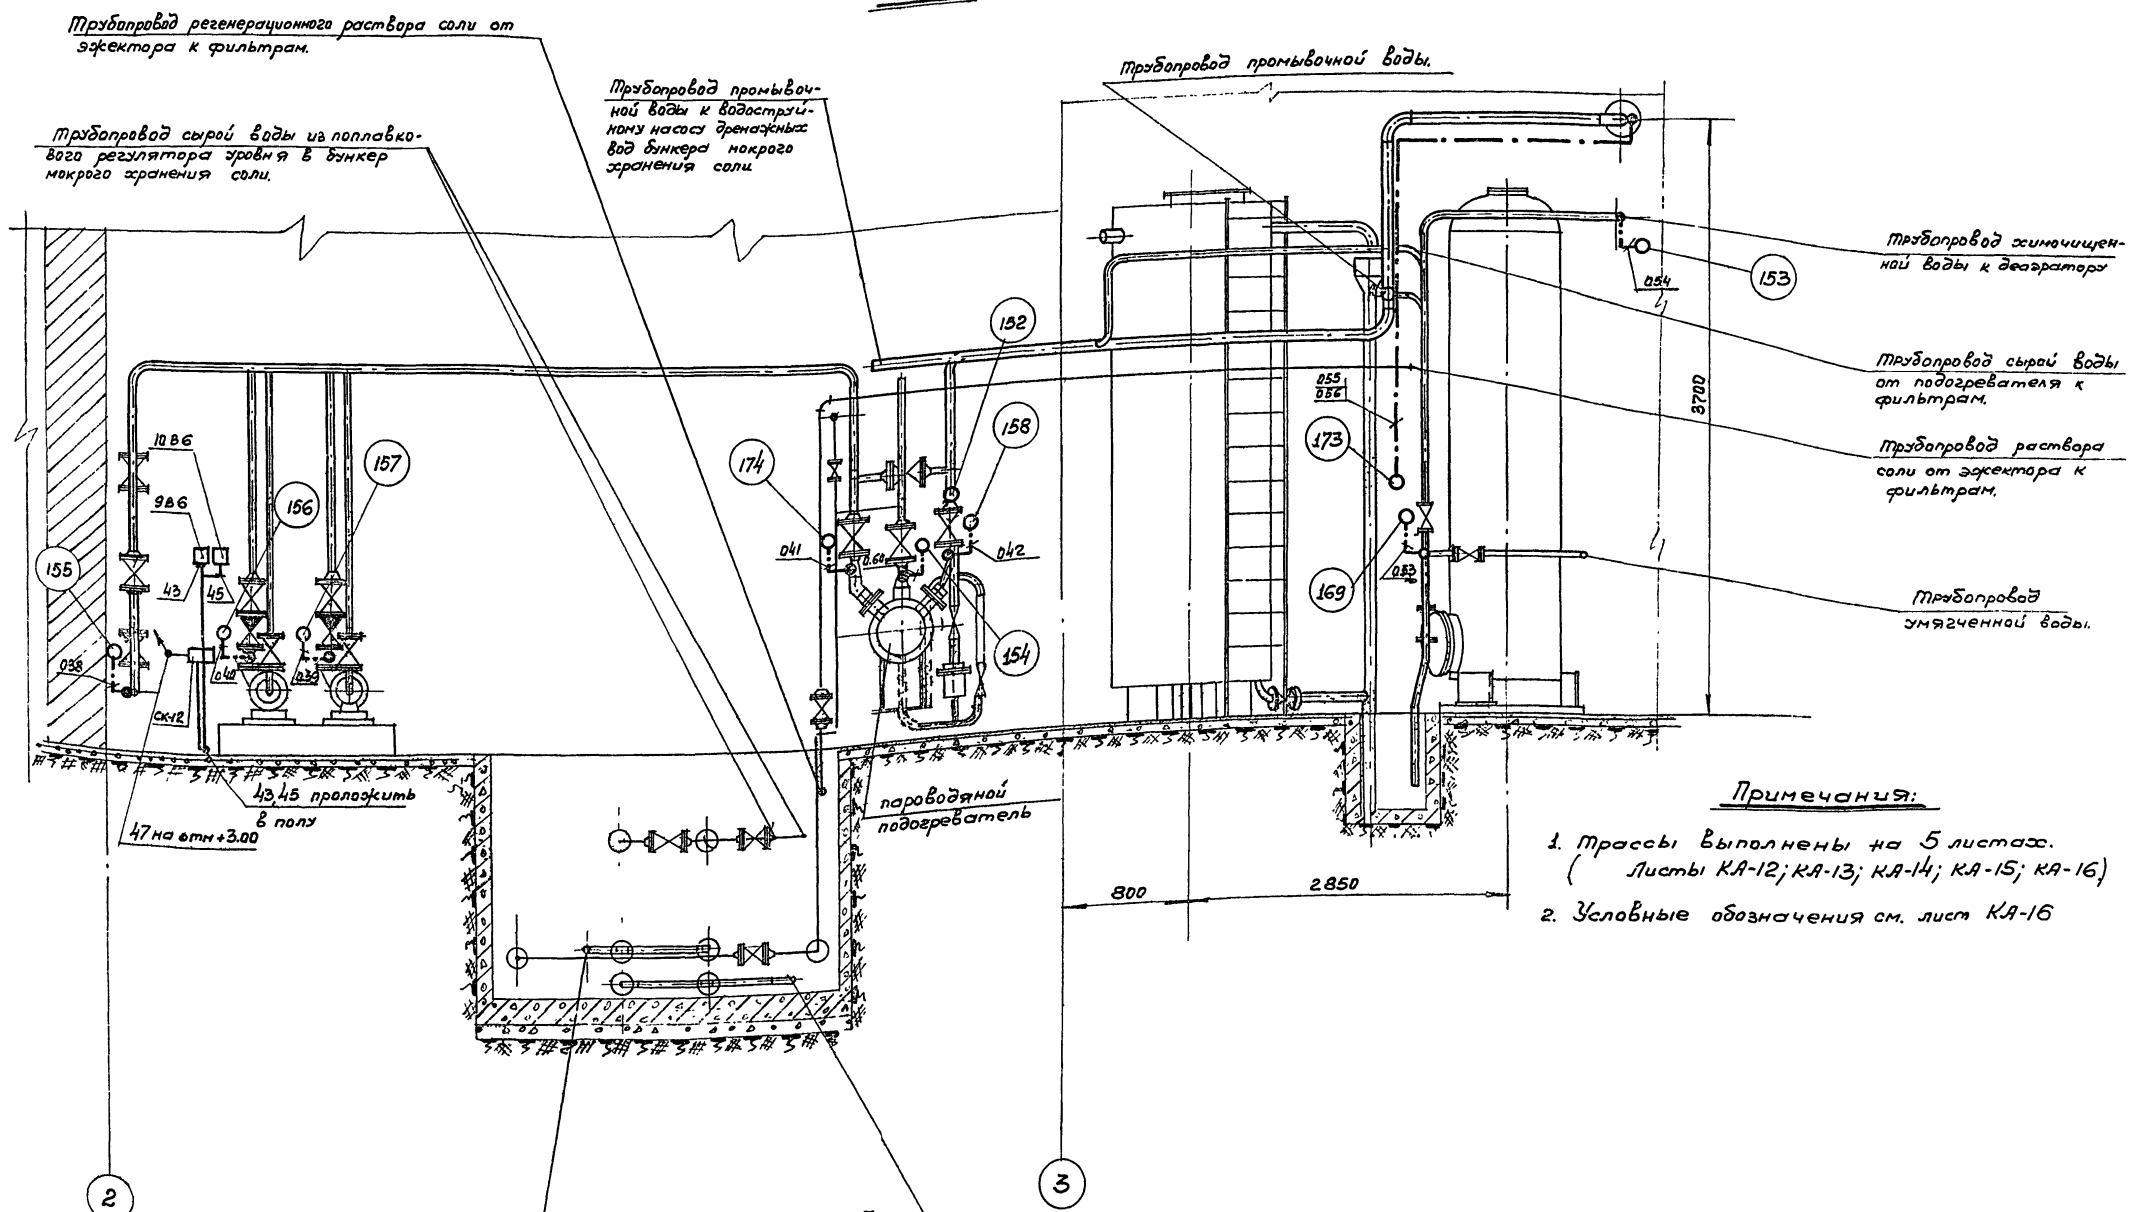 Трубопровод регенерационного раствора соли от
эжектора к фильтрам.
Трубопровод сырой воды из поплавко-
вого регулятора уровня в бункер
мокрого хранения соли.
Трубопровод промывоч-
ной воды к водоструй-
ному насосу дренажных
вод бункера мокрого
хранения соли
Трубопровод промывочной воды.
Трубопровод химочищен-
ной воды к деаэратору
Трубопровод сырой воды
от подогревателя к
фильтрам.
Трубопровод раствора
соли от эжектора к
фильтрам.
Трубопровод
умягченной воды.
153
054
152
158
174
157
156
155
10В6
9В6
43
45
038
040
039
СК-12
041
0.60
042
154
055
056
173
169
053
3700
43,45 проложить
в полу
47 на отм +3.00
пароводяной
подогреватель
800
2850
2
3
Примечания:
1. Трассы выполнены на 5 листах.
( Листы КА-12; КА-13; КА-14; КА-15; КА-16)
2. Условные обозначения см. лист КА-16